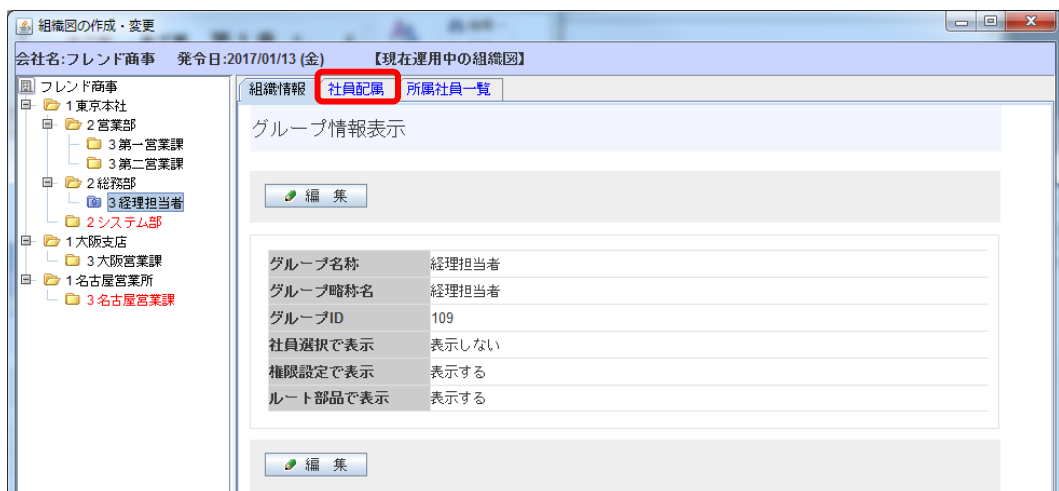 組織図の作成・変更
会社名:フレンド商事 発令日:2017/01/13 (金) 【現在運用中の組織図】
フレンド商事
1東京本社
2営業部
3第一営業課
3第二営業課
2総務部
3経理担当者
2システム部
1大阪支店
3大阪営業課
1名古屋営業所
3名古屋営業課
組織情報 社員配属 所属社員一覧
グループ情報表示
編 集
グループ名称 経理担当者
グループ略称名 経理担当者
グループID 109
社員選択で表示 表示しない
権限設定で表示 表示する
ルート部品で表示 表示する
編 集